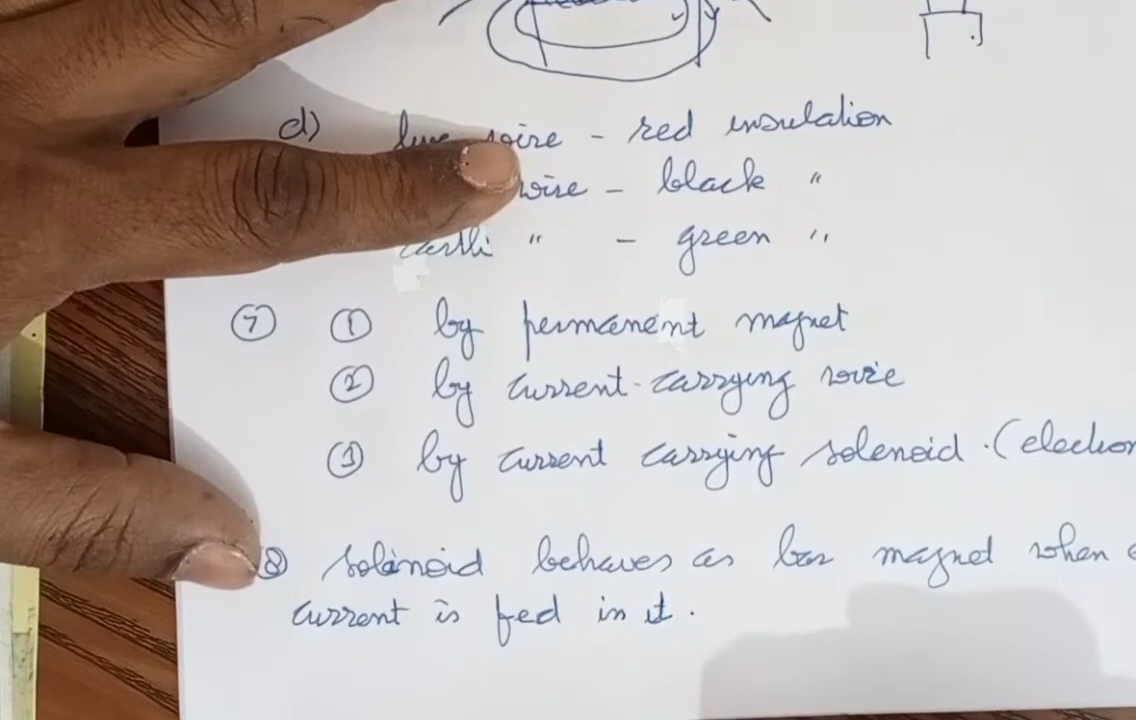 d) live wire - red insulation
wire - black "
earth " - green "
7 1 by permanent magnet
2 by current-carrying wire
3 by current carrying solenoid. (
8 solenoid behaves as bar magnet when
current is fed in it.